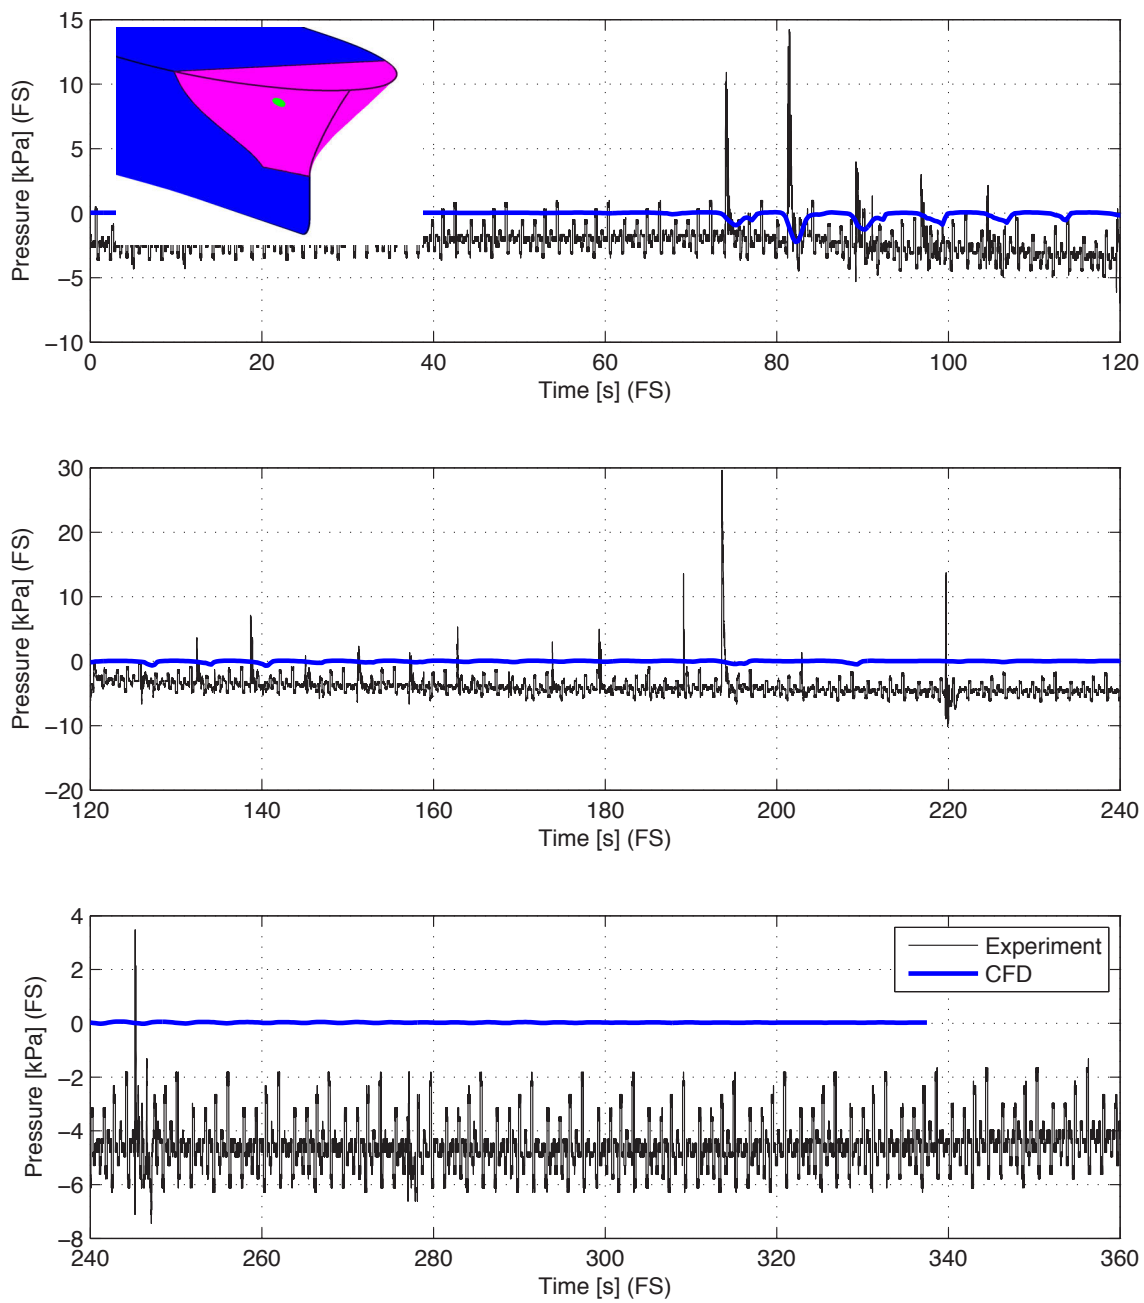 15
10
5
0
−5
−10
Pressure [kPa] (FS)
0 20 40 60 80 100 120
Time [s] (FS)
30
20
10
0
−10
−20
Pressure [kPa] (FS)
120 140 160 180 200 220 240
Time [s] (FS)
4
2
0
−2
−4
−6
−8
Pressure [kPa] (FS)
Experiment
CFD
240 260 280 300 320 340 360
Time [s] (FS)